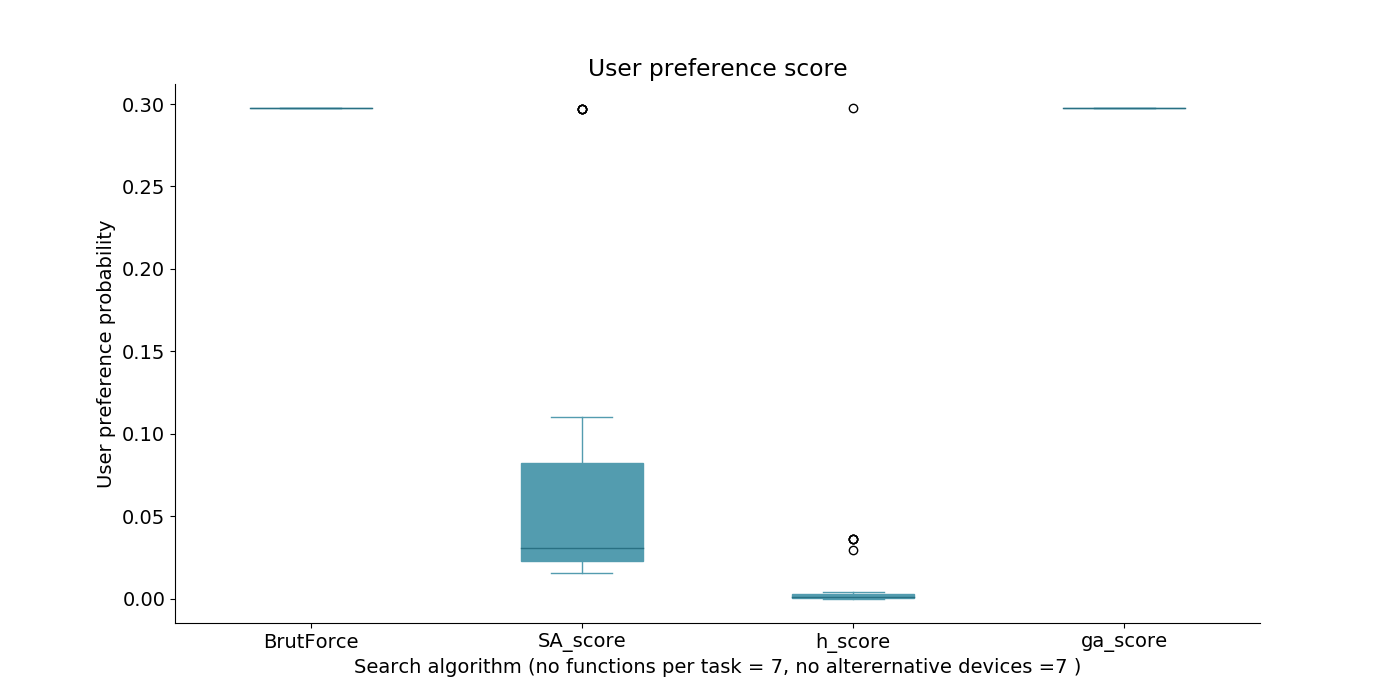 User preference score
User preference probability
0.30
0.25
0.20
0.15
0.10
0.05
0.00
BrutForce SA_score h_score ga_score
Search algorithm (no functions per task = 7, no alterernative devices =7 )